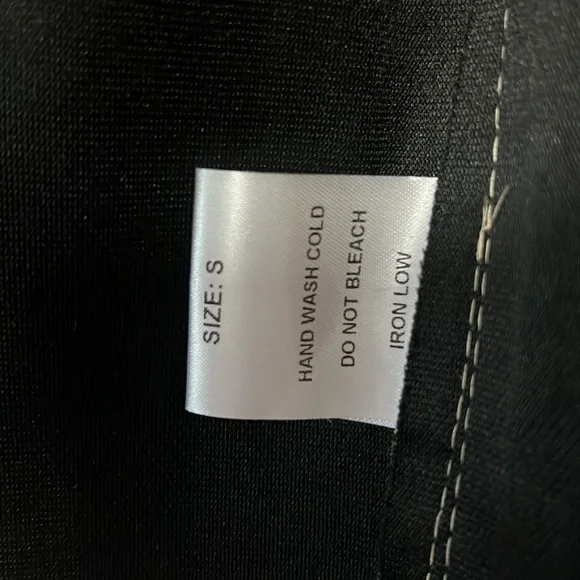 SIZE: S
HAND WASH COLD
DO NOT BLEACH
IRON LOW